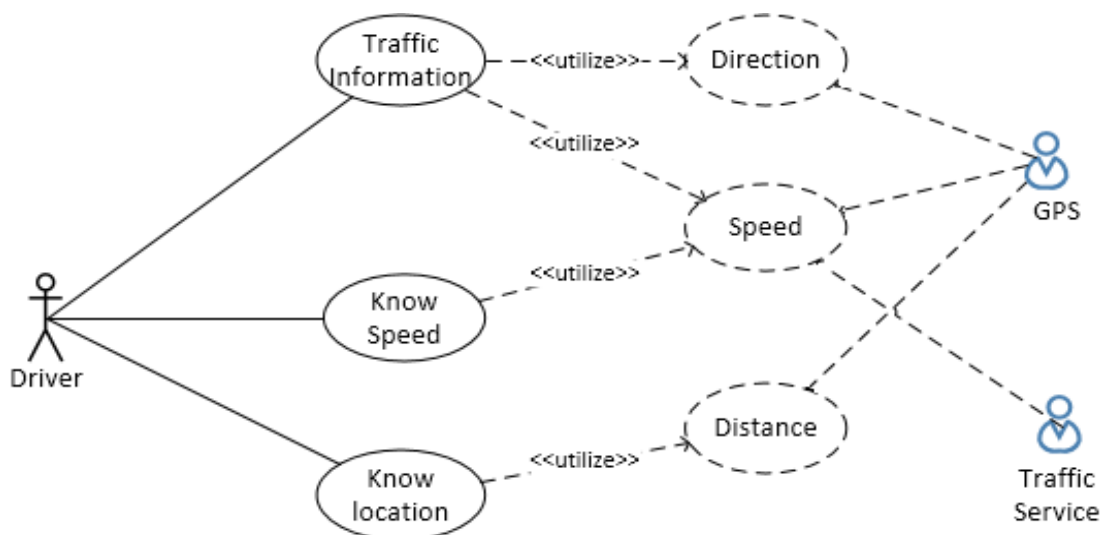 Traffic
Information
<<utilize>>
Direction
<<utilize>>
GPS
Speed
<<utilize>>
Know
Speed
Driver
Distance
<<utilize>>
Know
location
Traffic
Service